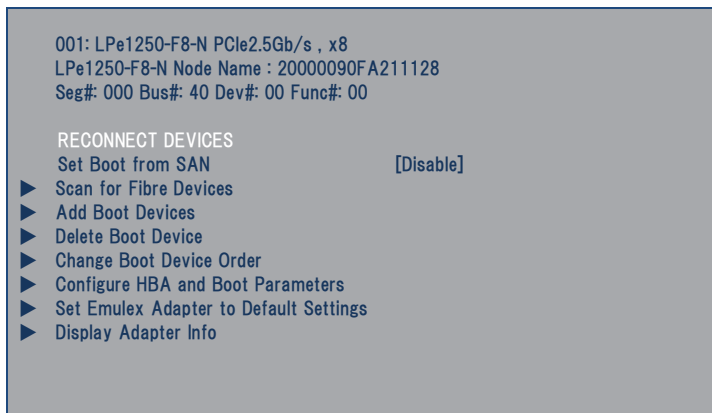 001: LPe1250-F8-N PCIe2.5Gb/s , x8
LPe1250-F8-N Node Name : 20000090FA211128
Seg#: 000 Bus#: 40 Dev#: 00 Func#: 00
RECONNECT DEVICES
Set Boot from SAN [Disable]
▶ Scan for Fibre Devices
▶ Add Boot Devices
▶ Delete Boot Device
▶ Change Boot Device Order
▶ Configure HBA and Boot Parameters
▶ Set Emulex Adapter to Default Settings
▶ Display Adapter Info